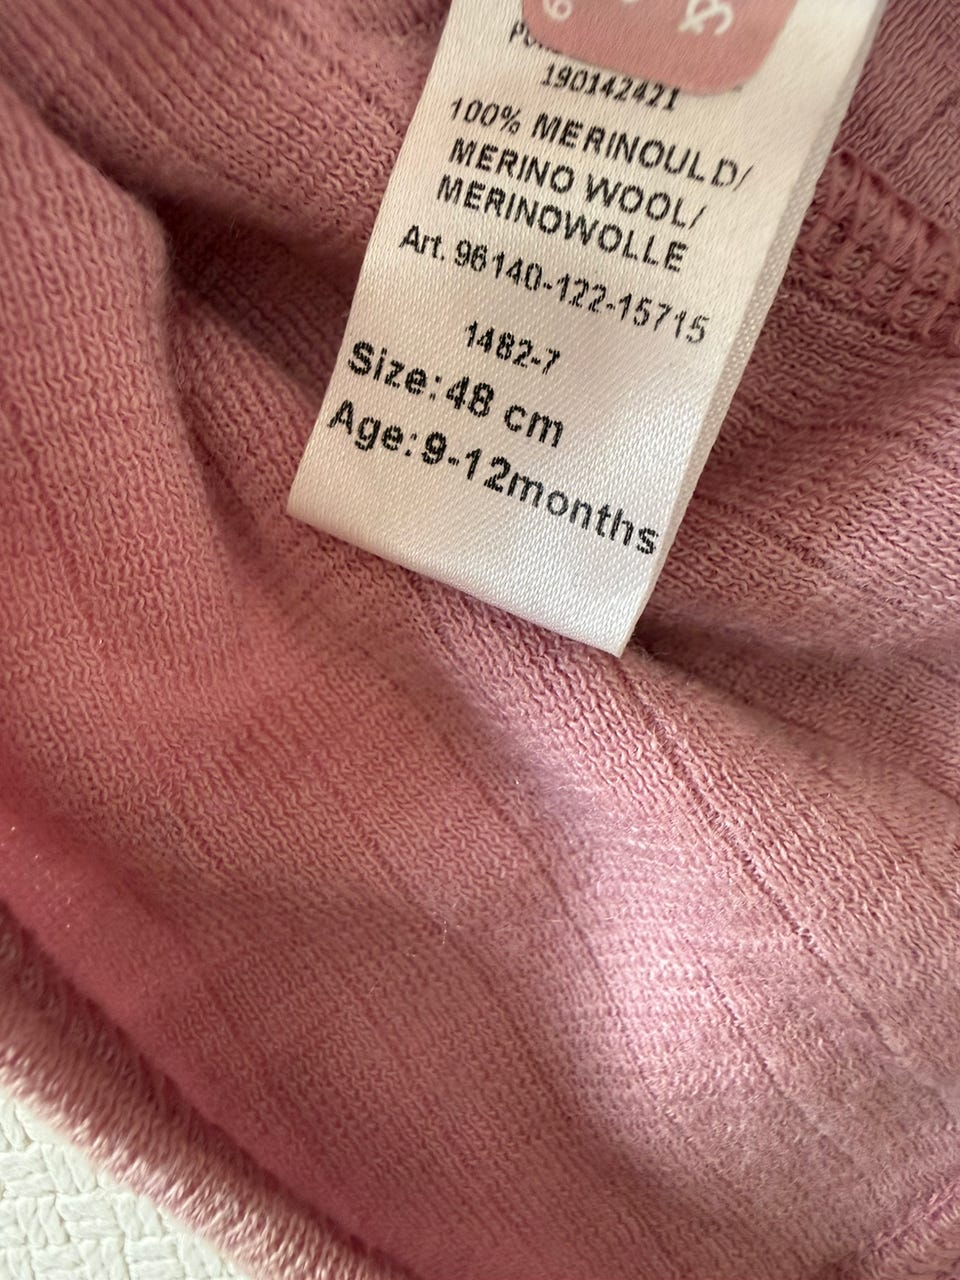 190142421
100% MERINOULD/
MERINO WOOL/
MERINOWOLLE
Art. 96140-122-15715
1482-7
Size:48 cm
Age:9-12months